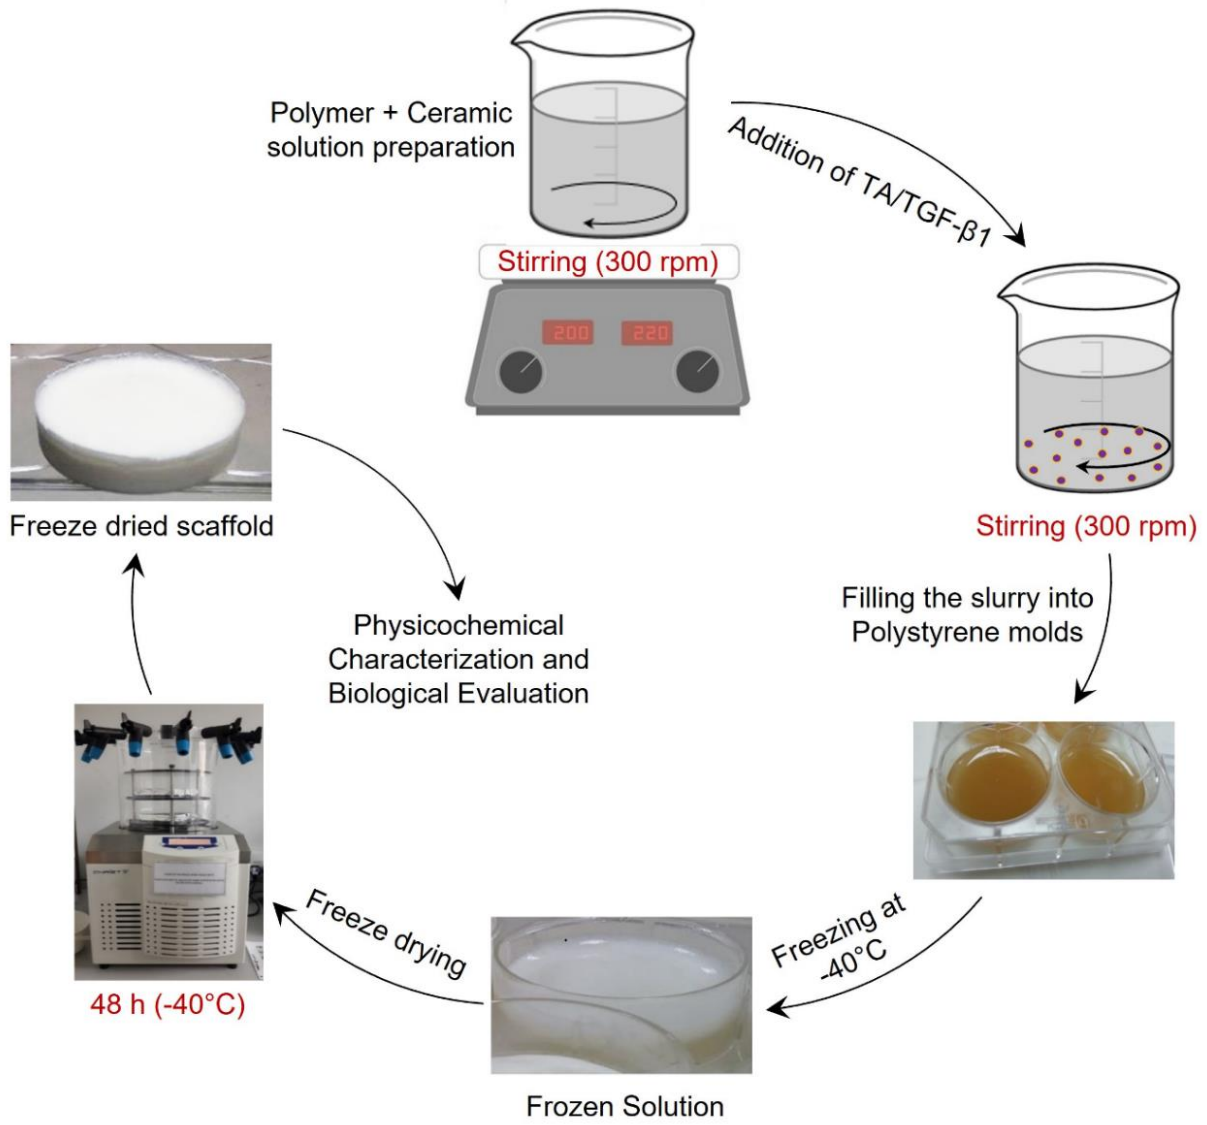 Polymer + Ceramic
solution preparation
Stirring (300 rpm)
200
220
Addition of TA/TGF-β1
Stirring (300 rpm)
Filling the slurry into
Polystyrene molds
Freezing at
-40°C
Frozen Solution
Freeze drying
48 h (-40°C)
Freeze dried scaffold
Physicochemical
Characterization and
Biological Evaluation